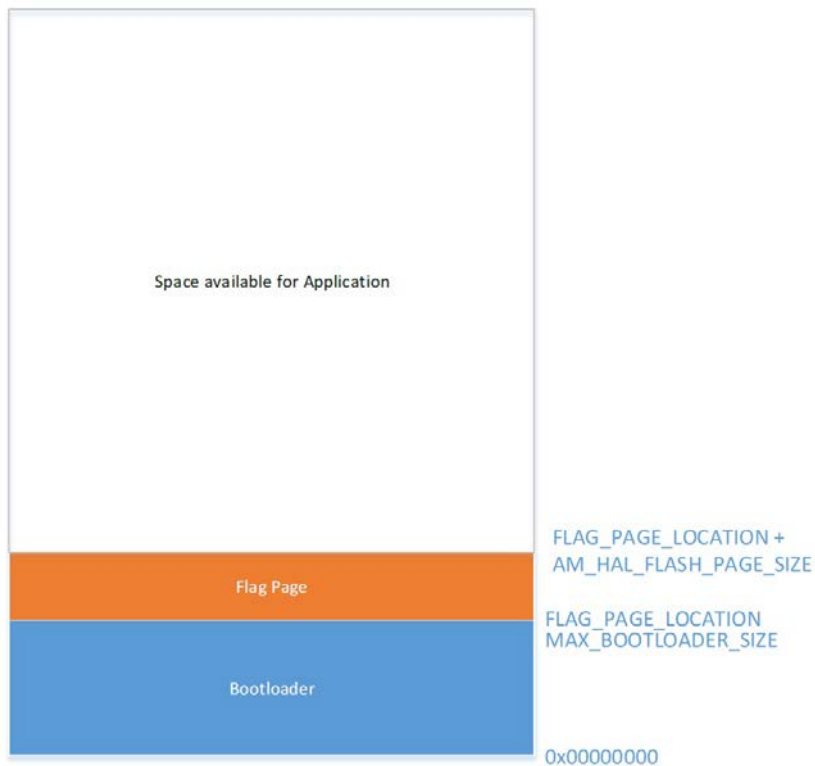 Space available for Application
FLAG_PAGE_LOCATION +
AM_HAL_FLASH_PAGE_SIZE
Flag Page
FLAG_PAGE_LOCATION
MAX_BOOTLOADER_SIZE
Bootloader
0x00000000